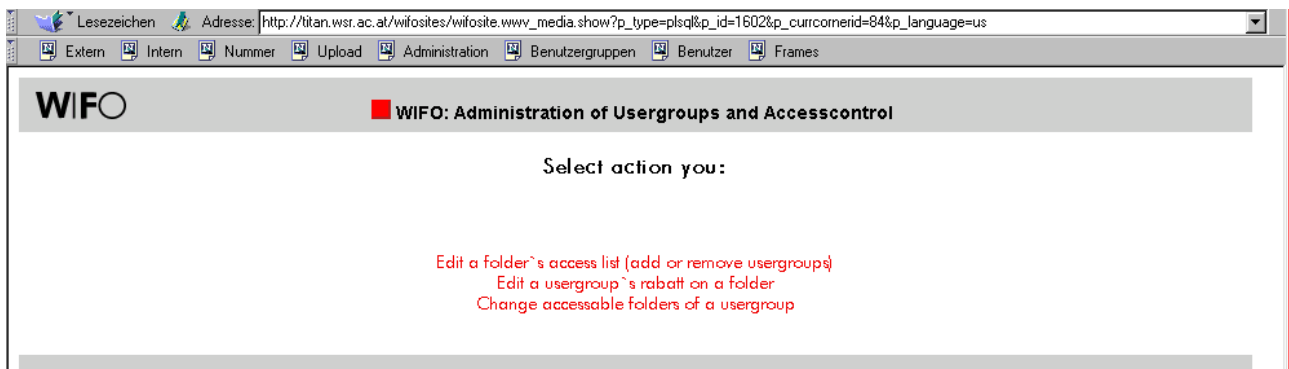 Lesezeichen Adresse: http://titan.wsr.ac.at/wifosites/wifosite.wwv_media.show?p_type=plsql&p_id=1602&p_currcornerid=84&p_language=us
Extern Intern Nummer Upload Administration Benutzergruppen Benutzer Frames
WIFO WIFO: Administration of Usergroups and Accesscontrol
Select action you:
Edit a folder`s access list (add or remove usergroups)
Edit a usergroup`s rabatt on a folder
Change accessable folders of a usergroup